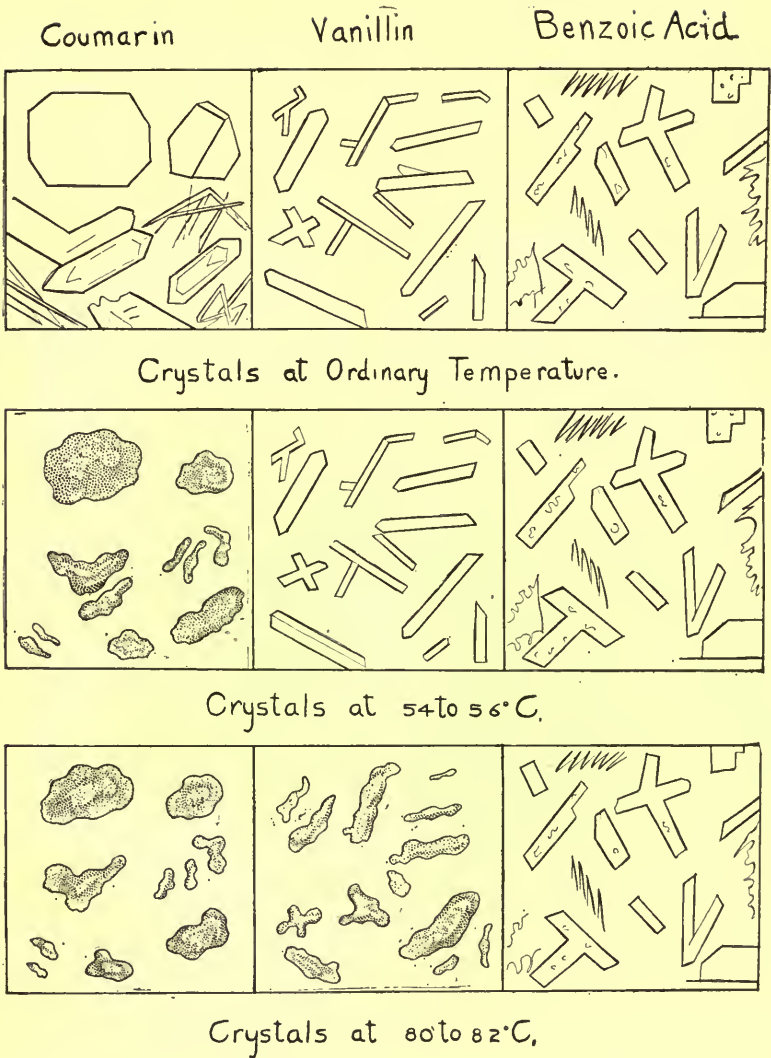 Coumarin Vanillin Benzoic Acid
Crystals at Ordinary Temperature.
Crystals at 54 to 56°C.
Crystals at 80 to 82°C.